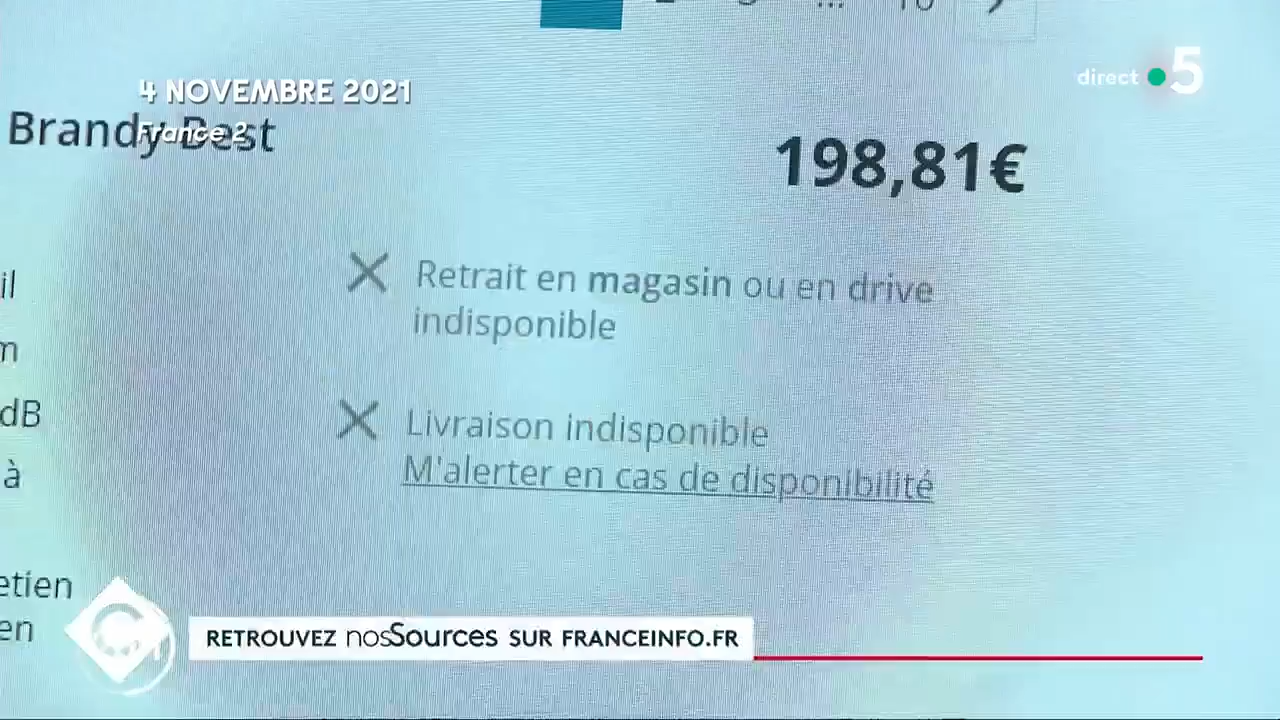 4 NOVEMBRE 2021
direct 5
France 2
Brandy Best
198,81€
il
Retrait en magasin ou en drive
indisponible
m
dB
Livraison indisponible
à
M'alerter en cas de disponibilité
etien
en
RETROUVEZ nosSources SUR FRANCEINFO.FR